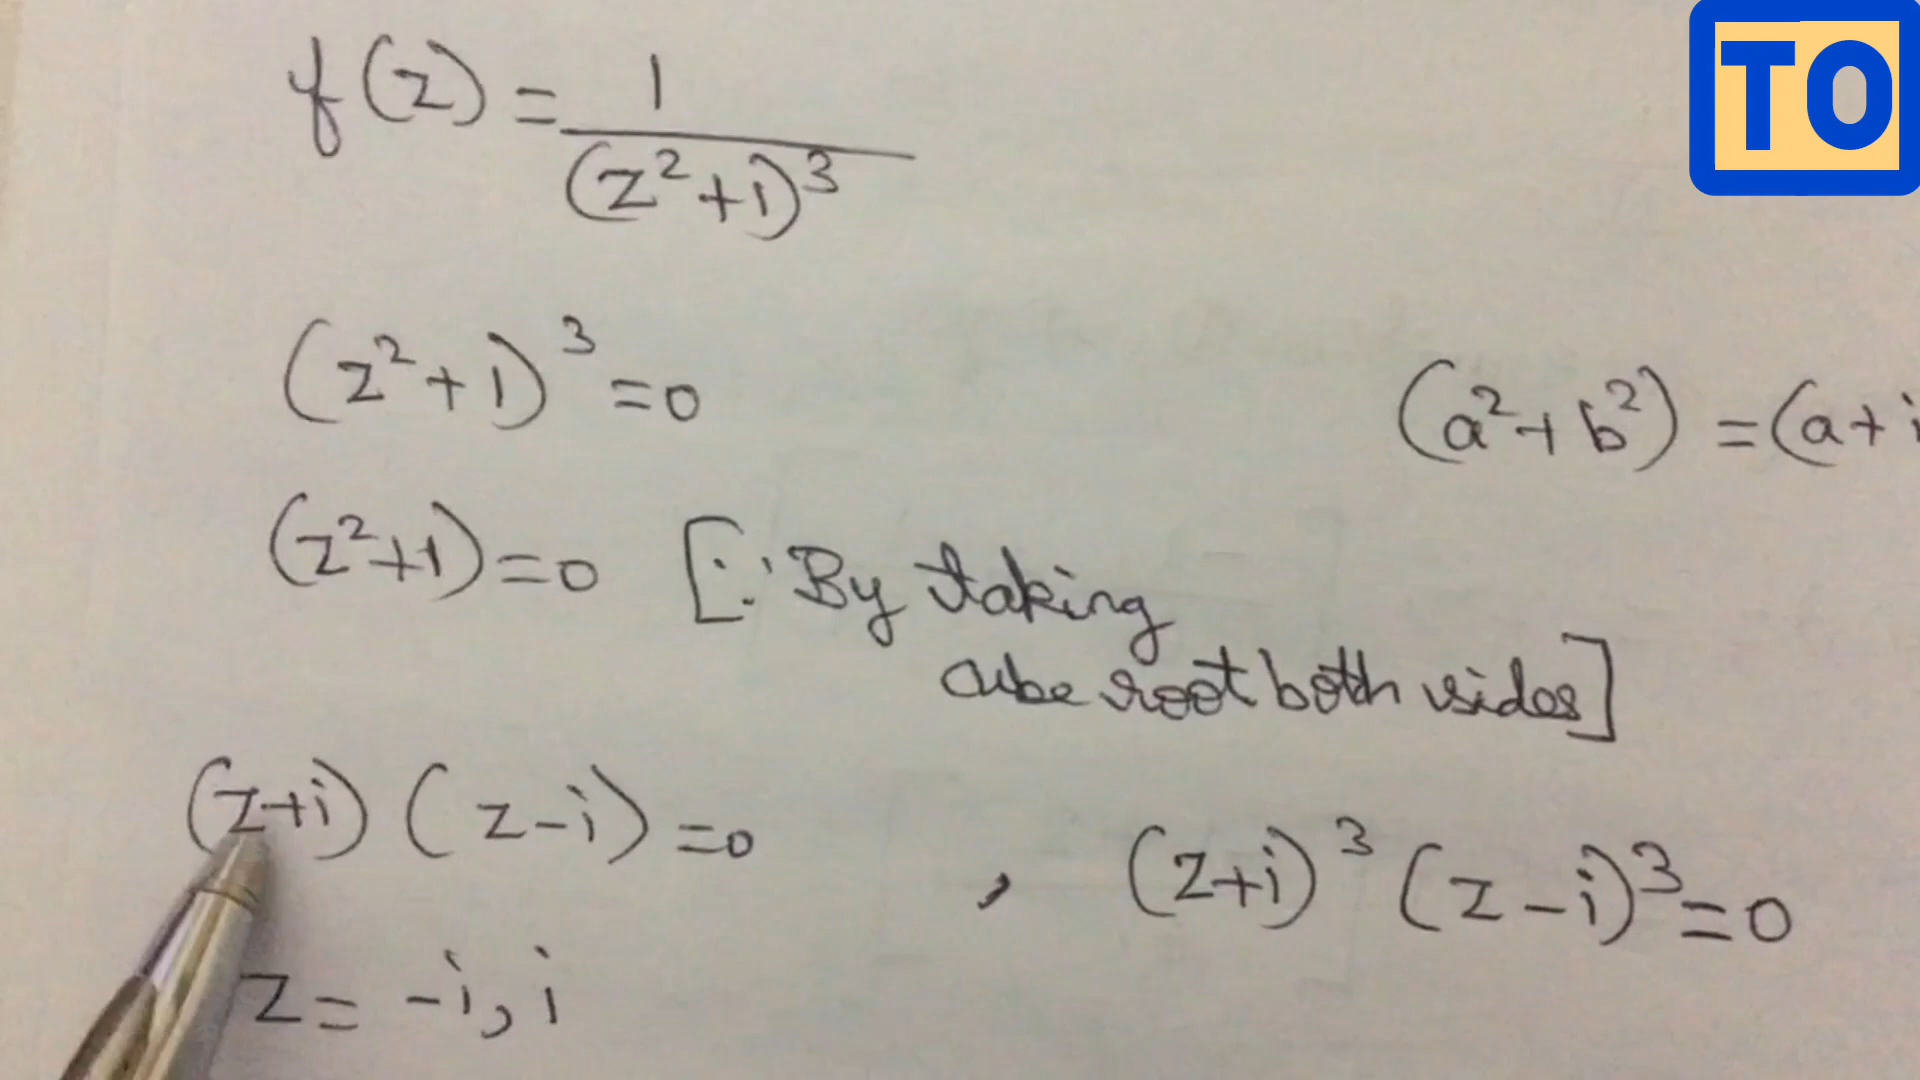 TO
f(z) = 1/(z²+1)³
(z²+1)³ = 0
(a²+b²) = (a+i
(z²+1) = 0 [∵ By taking
cube root both sides]
(z+i) (z-i) = 0 , (z+i)³ (z-i)³ = 0
z = -i, i